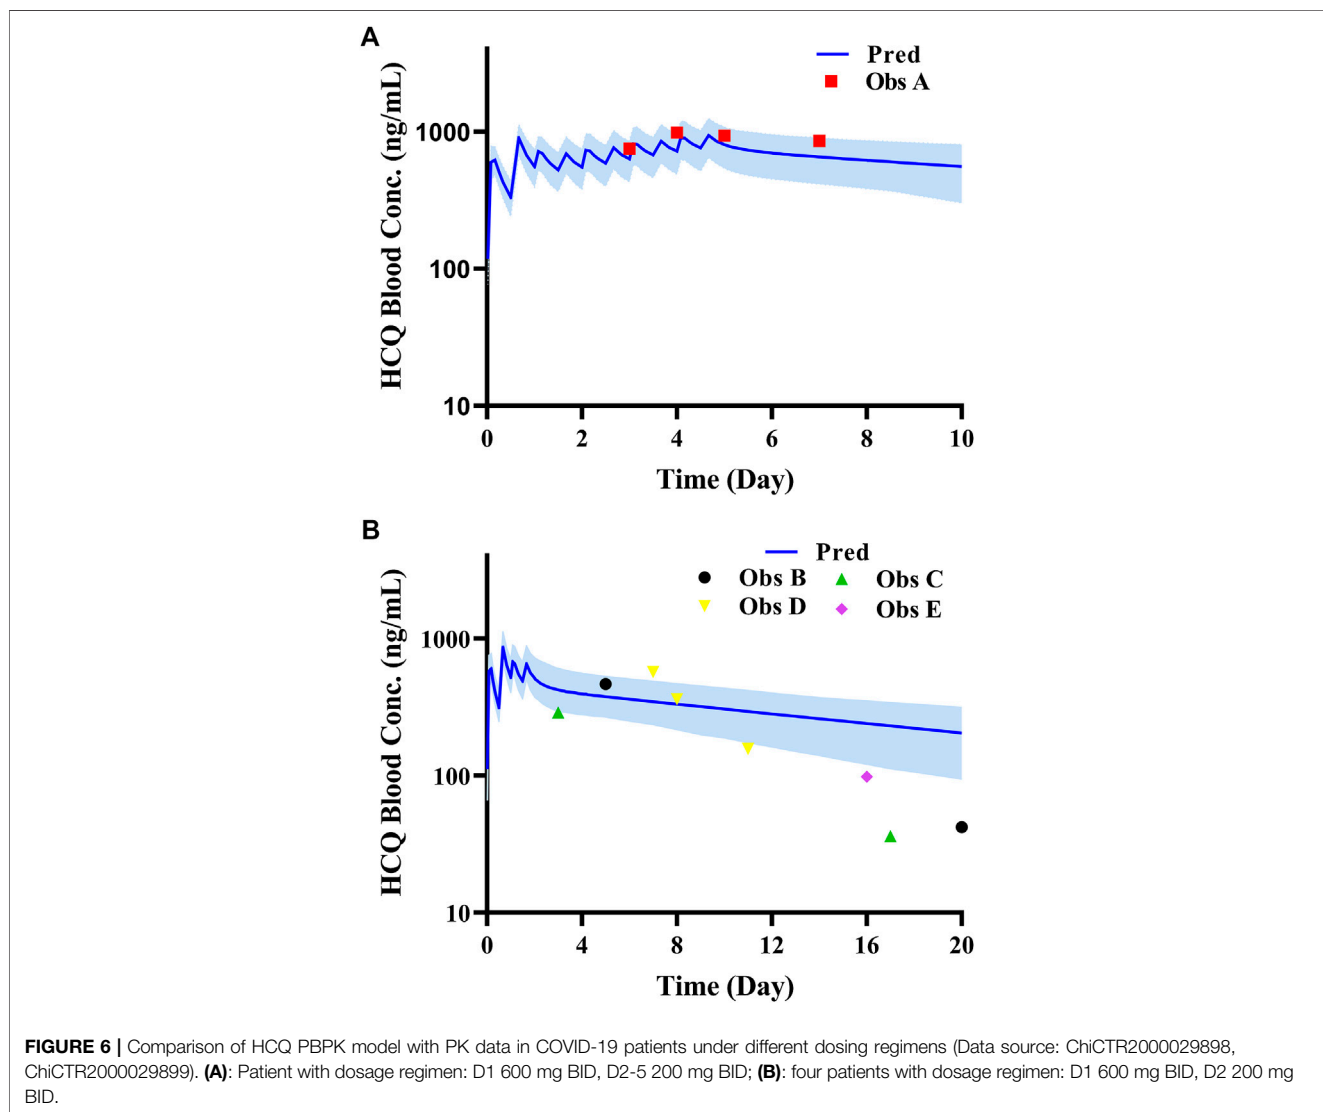 A
Pred
Obs A
HCQ Blood Conc. (ng/mL)
1000
100
10
0 2 4 6 8 10
Time (Day)
B
Pred
Obs B Obs C
Obs D Obs E
HCQ Blood Conc. (ng/mL)
1000
100
10
0 4 8 12 16 20
Time (Day)
FIGURE 6 | Comparison of HCQ PBPK model with PK data in COVID-19 patients under different dosing regimens (Data source: ChiCTR2000029898,
ChiCTR2000029899). (A): Patient with dosage regimen: D1 600 mg BID, D2-5 200 mg BID; (B): four patients with dosage regimen: D1 600 mg BID, D2 200 mg
BID.